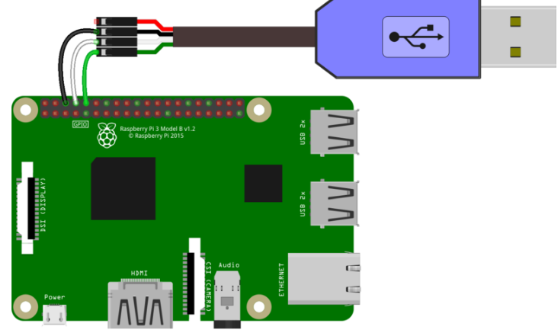 GPIO
Raspberry Pi 3 Model B v1.2
© Raspberry Pi 2015
USB 2x
DSI (DISPLAY)
USB 2x
HDMI
CSI (CAMERA)
Audio
ETHERNET
Power